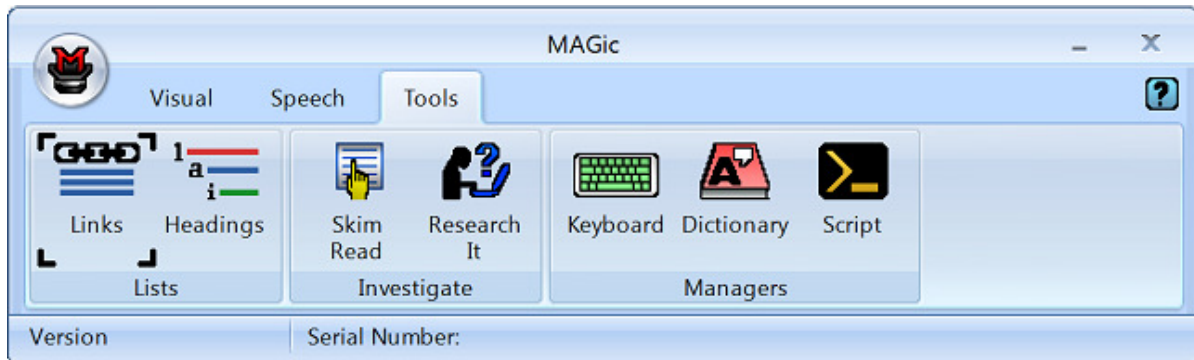 MAGic
Visual Speech Tools
Links Headings Skim Read Research It Keyboard Dictionary Script
Lists Investigate Managers
Version Serial Number: